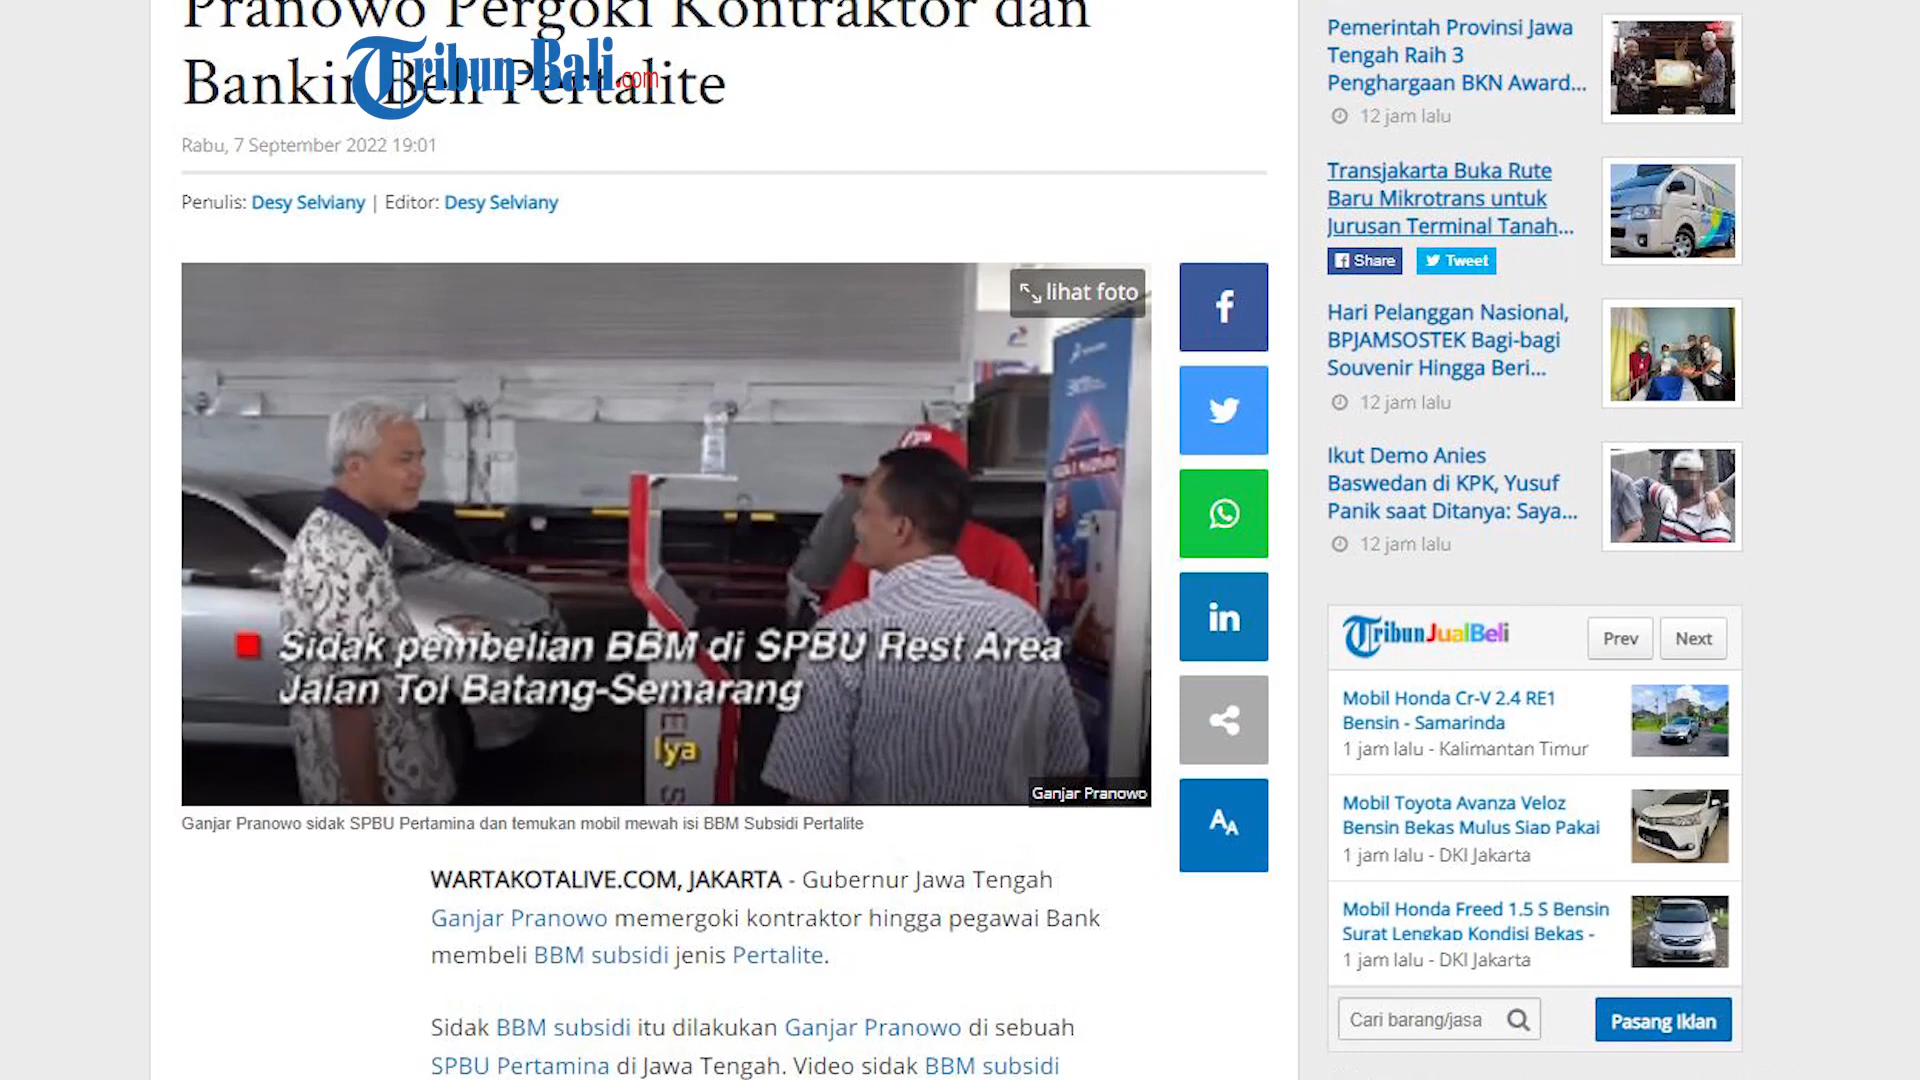 Pranowo Pergoki Kontraktor dan
Bankir Beli Pertalite
Tribun-Bali.com
Rabu, 7 September 2022 19:01
Penulis: Desy Selviany | Editor: Desy Selviany
lihat foto
Sidak pembelian BBM di SPBU Rest Area
Jalan Tol Batang-Semarang
Iya
Ganjar Pranowo
Ganjar Pranowo sidak SPBU Pertamina dan temukan mobil mewah isi BBM Subsidi Pertalite
WARTAKOTALIVE.COM, JAKARTA - Gubernur Jawa Tengah
Ganjar Pranowo memergoki kontraktor hingga pegawai Bank
membeli BBM subsidi jenis Pertalite.
Sidak BBM subsidi itu dilakukan Ganjar Pranowo di sebuah
SPBU Pertamina di Jawa Tengah. Video sidak BBM subsidi
Pemerintah Provinsi Jawa
Tengah Raih 3
Penghargaan BKN Award...
12 jam lalu
Transjakarta Buka Rute
Baru Mikrotrans untuk
Jurusan Terminal Tanah...
Share
Tweet
Hari Pelanggan Nasional,
BPJAMSOSTEK Bagi-bagi
Souvenir Hingga Beri...
12 jam lalu
Ikut Demo Anies
Baswedan di KPK, Yusuf
Panik saat Ditanya: Saya...
12 jam lalu
TribunJualBeli
Prev
Next
Mobil Honda Cr-V 2.4 RE1
Bensin - Samarinda
1 jam lalu - Kalimantan Timur
Mobil Toyota Avanza Veloz
Bensin Bekas Mulus Siap Pakai
1 jam lalu - DKI Jakarta
Mobil Honda Freed 1.5 S Bensin
Surat Lengkap Kondisi Bekas -
1 jam lalu - DKI Jakarta
Cari barang/jasa
Pasang Iklan